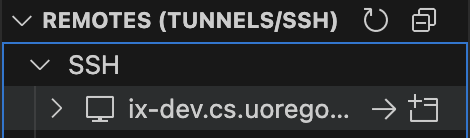 REMOTES (TUNNELS/SSH)
SSH
ix-dev.cs.uorego...